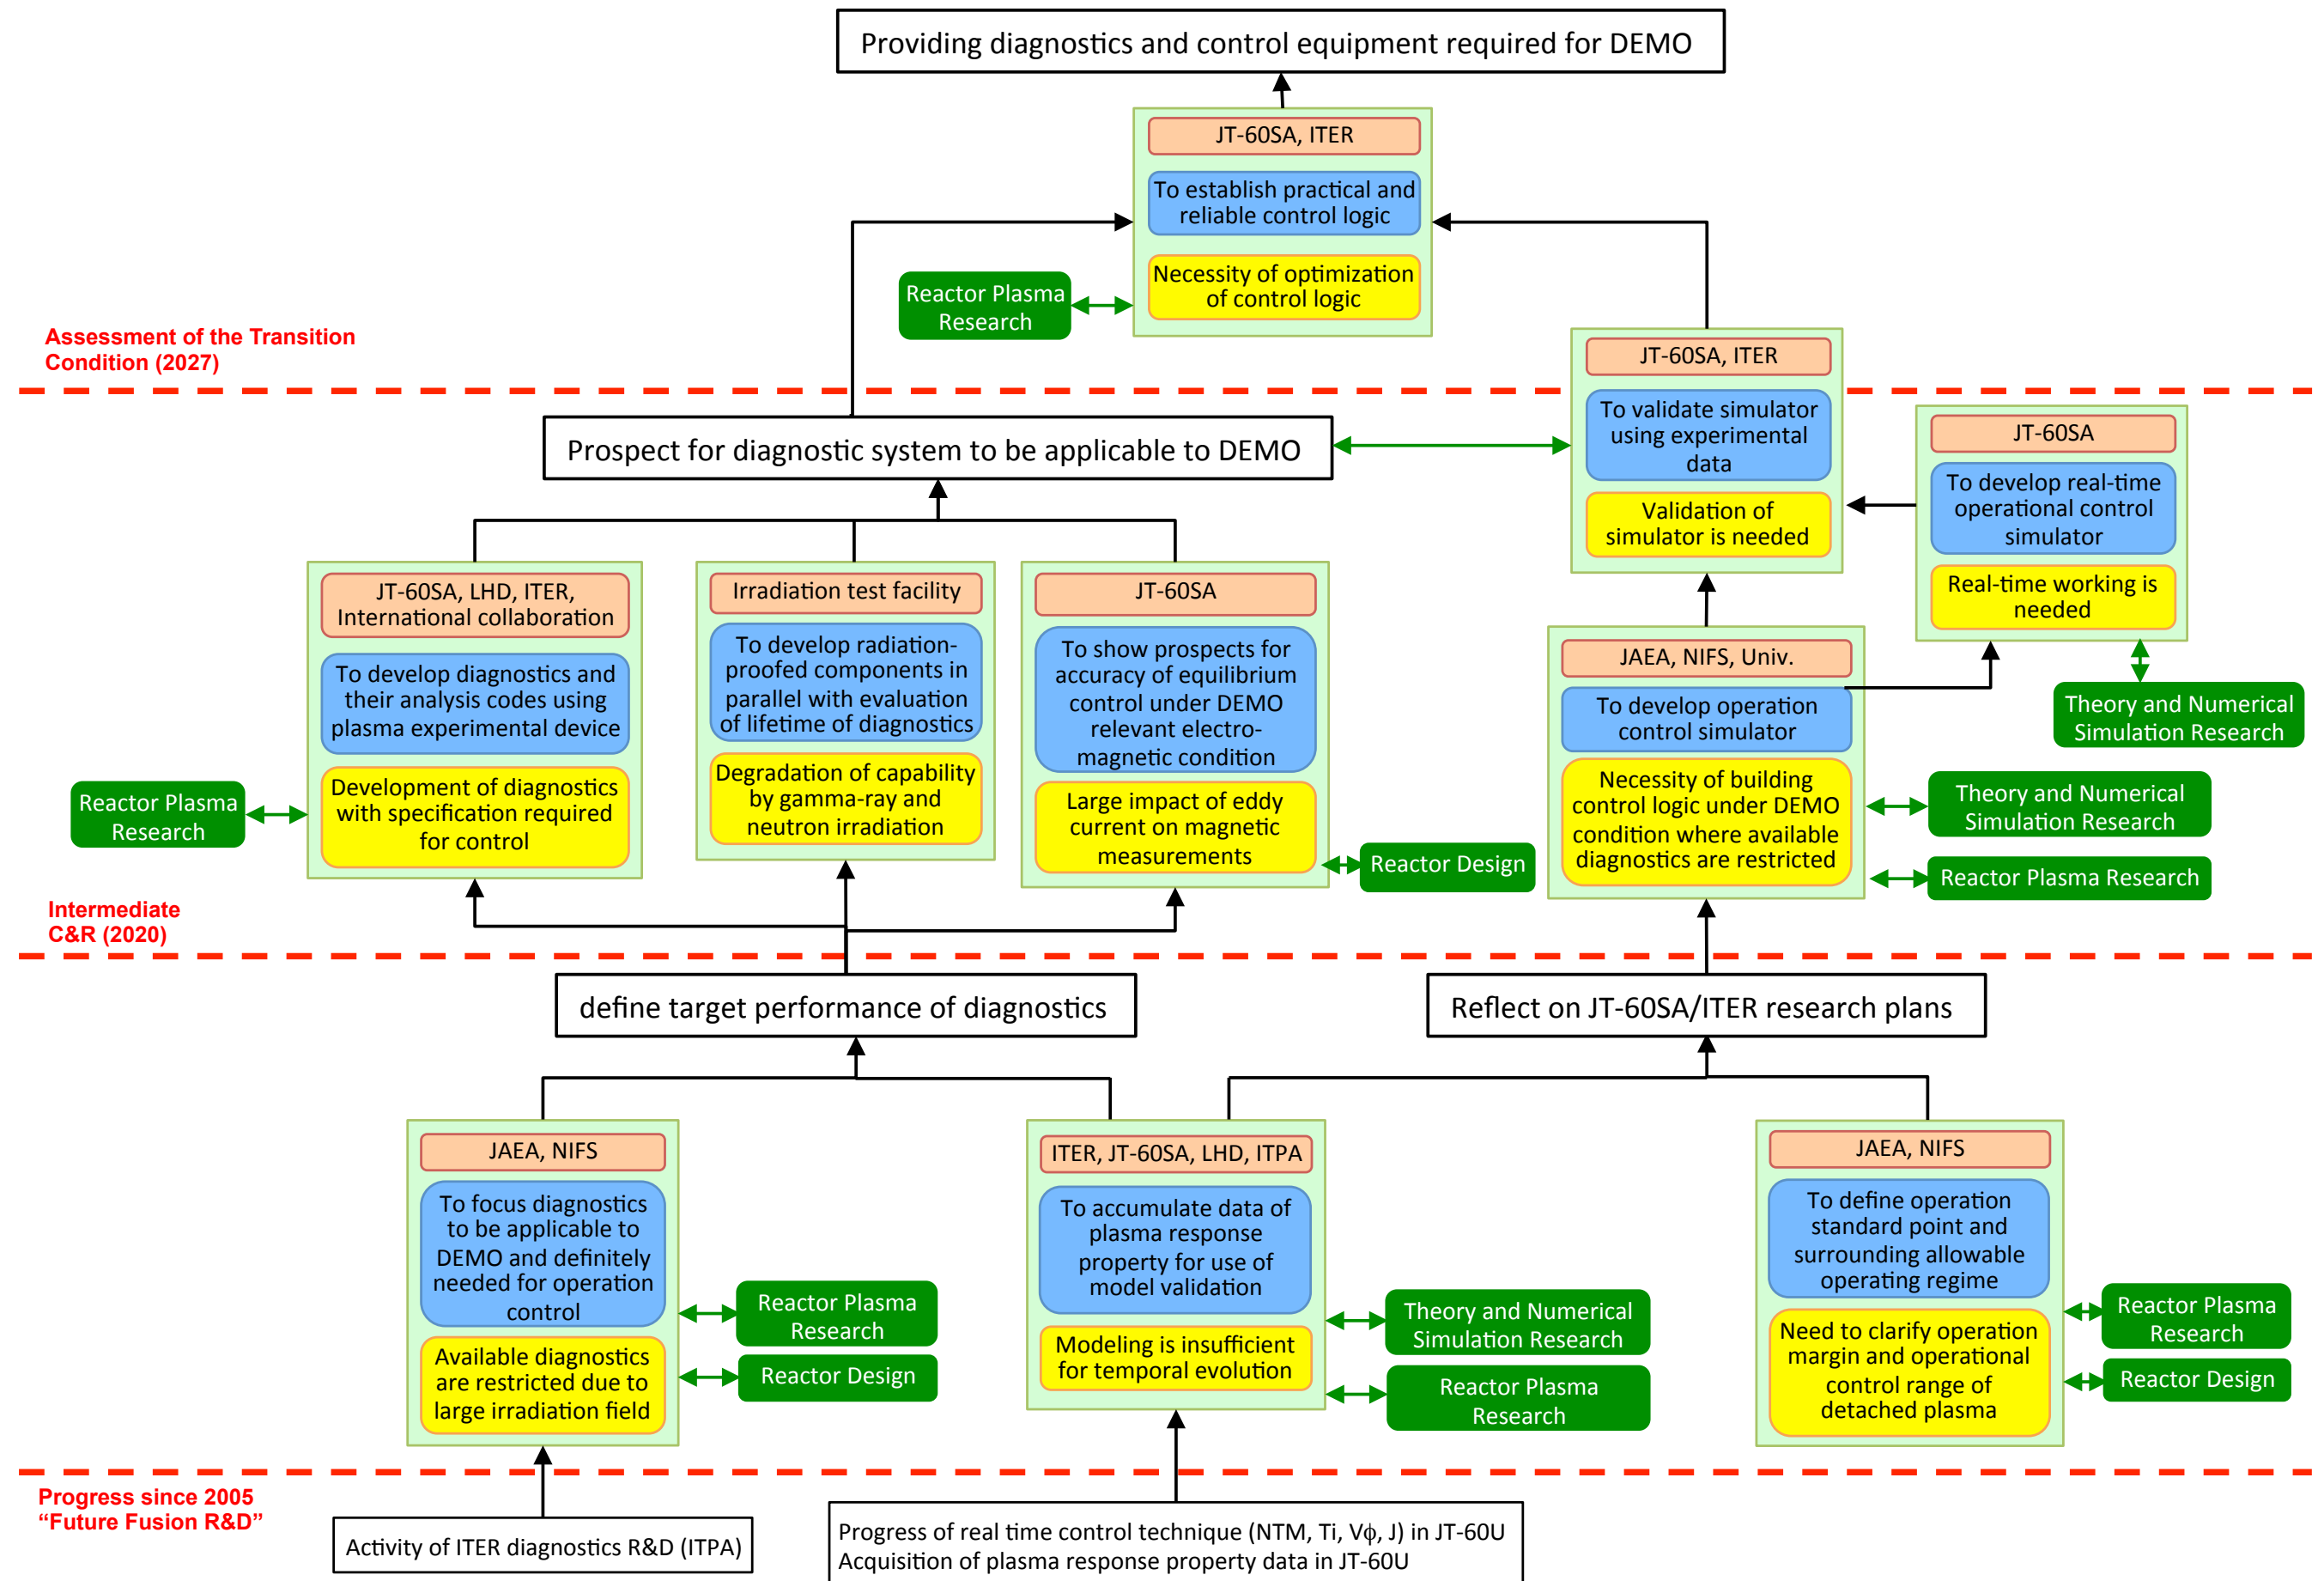 Providing diagnostics and control equipment required for DEMO
JT-60SA, ITER
To establish practical and
reliable control logic
Necessity of optimization
of control logic
Reactor Plasma
Research
Assessment of the Transition
Condition (2027)
JT-60SA, ITER
To validate simulator
using experimental
data
Validation of
simulator is needed
JT-60SA
To develop real-time
operational control
simulator
Real-time working is
needed
Theory and Numerical
Simulation Research
Prospect for diagnostic system to be applicable to DEMO
JT-60SA, LHD, ITER,
International collaboration
To develop diagnostics and
their analysis codes using
plasma experimental device
Development of diagnostics
with specification required
for control
Reactor Plasma
Research
Irradiation test facility
To develop radiation-
proofed components in
parallel with evaluation
of lifetime of diagnostics
Degradation of capability
by gamma-ray and
neutron irradiation
JT-60SA
To show prospects for
accuracy of equilibrium
control under DEMO
relevant electro-
magnetic condition
Large impact of eddy
current on magnetic
measurements
Reactor Design
JAEA, NIFS, Univ.
To develop operation
control simulator
Necessity of building
control logic under DEMO
condition where available
diagnostics are restricted
Theory and Numerical
Simulation Research
Reactor Plasma Research
Intermediate
C&R (2020)
define target performance of diagnostics
Reflect on JT-60SA/ITER research plans
JAEA, NIFS
To focus diagnostics
to be applicable to
DEMO and definitely
needed for operation
control
Available diagnostics
are restricted due to
large irradiation field
Reactor Plasma
Research
Reactor Design
ITER, JT-60SA, LHD, ITPA
To accumulate data of
plasma response
property for use of
model validation
Modeling is insufficient
for temporal evolution
Theory and Numerical
Simulation Research
Reactor Plasma
Research
JAEA, NIFS
To define operation
standard point and
surrounding allowable
operating regime
Need to clarify operation
margin and operational
control range of
detached plasma
Reactor Plasma
Research
Reactor Design
Progress since 2005
“Future Fusion R&D”
Activity of ITER diagnostics R&D (ITPA)
Progress of real time control technique (NTM, Ti, Vϕ, J) in JT-60U
Acquisition of plasma response property data in JT-60U